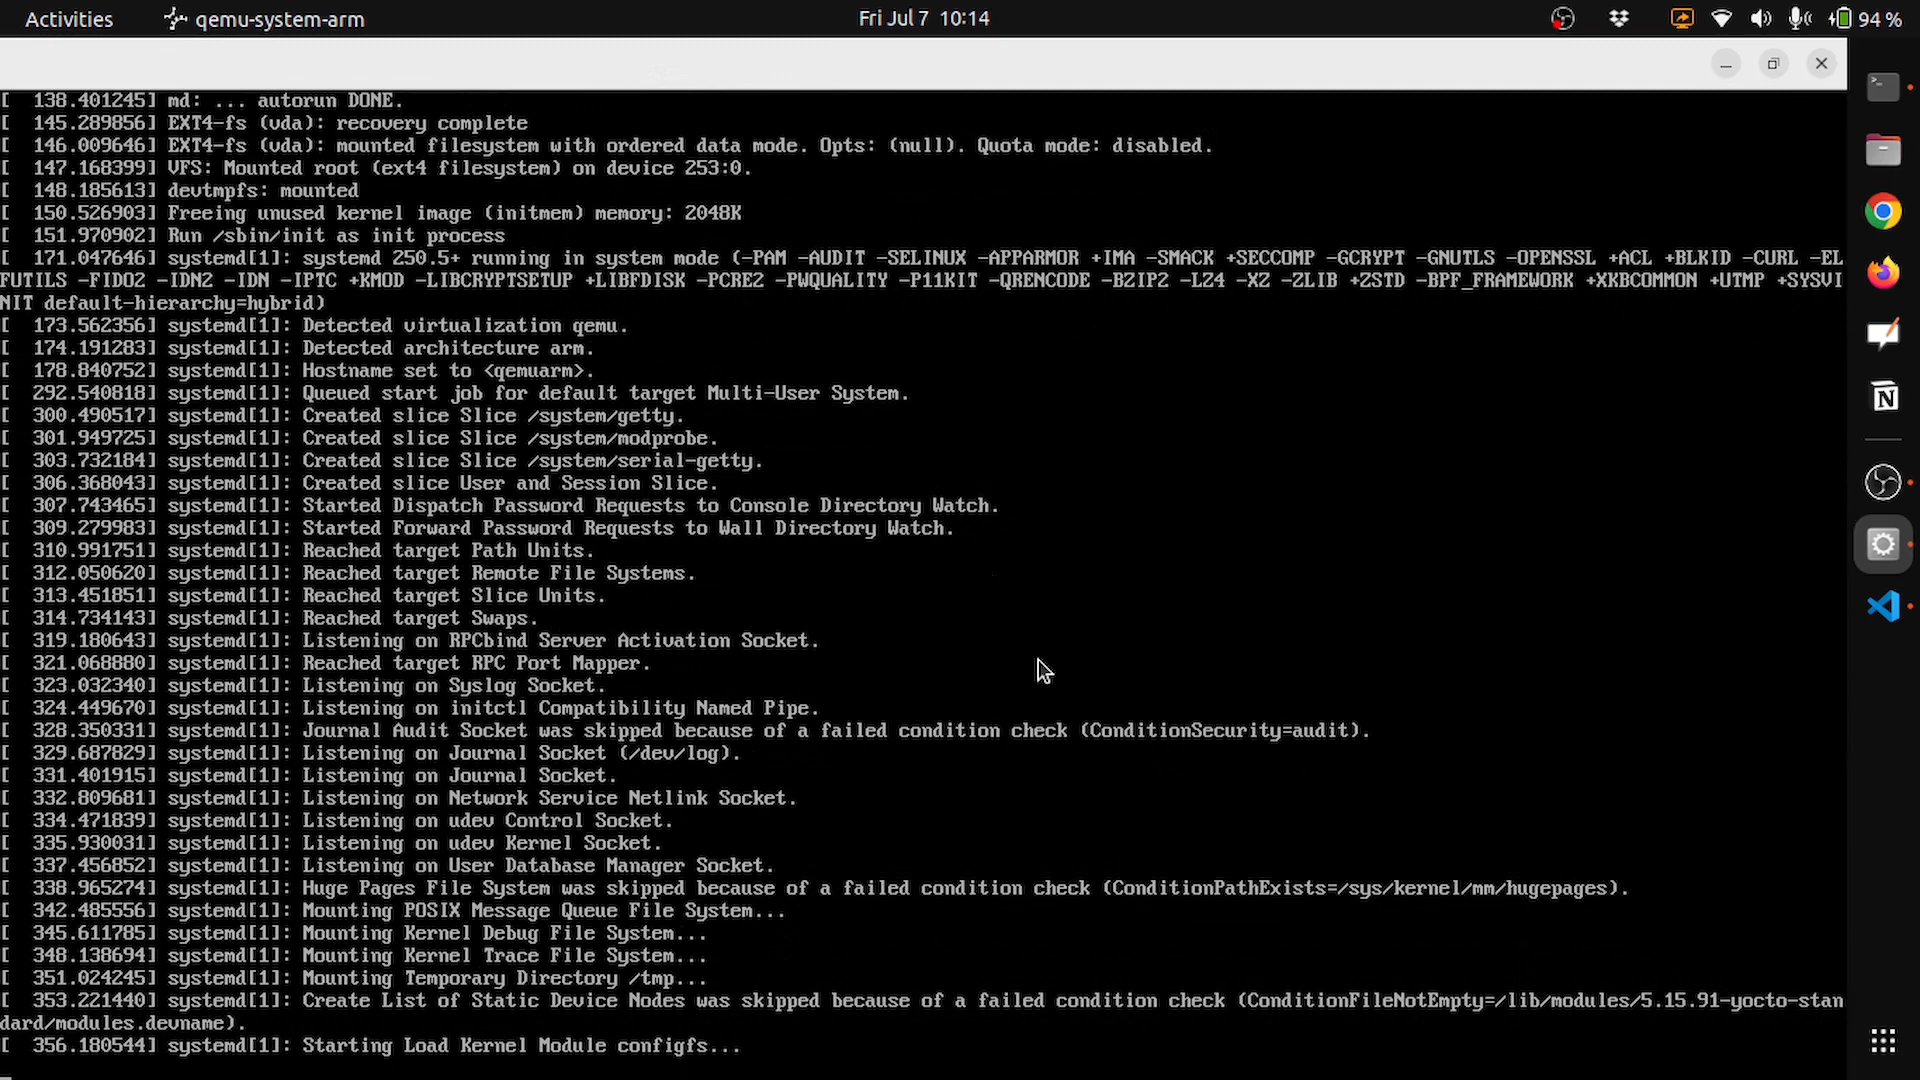 Activities qemu-system-arm Fri Jul 7 10:14 94 %
[  138.401245] md: ... autorun DONE.
[  145.289856] EXT4-fs (vda): recovery complete
[  146.009646] EXT4-fs (vda): mounted filesystem with ordered data mode. Opts: (null). Quota mode: disabled.
[  147.168399] VFS: Mounted root (ext4 filesystem) on device 253:0.
[  148.185613] devtmpfs: mounted
[  150.526903] Freeing unused kernel image (initmem) memory: 2048K
[  151.970902] Run /sbin/init as init process
[  171.047646] systemd[1]: systemd 250.5+ running in system mode (-PAM -AUDIT -SELINUX -APPARMOR +IMA -SMACK +SECCOMP -GCRYPT -GNUTLS -OPENSSL +ACL +BLKID -CURL -EL
FUTILS -FIDO2 -IDN2 -IDN -IPTC +KMOD -LIBCRYPTSETUP +LIBFDISK -PCRE2 -PWQUALITY -P11KIT -QRENCODE -BZIP2 -LZ4 -XZ -ZLIB +ZSTD -BPF_FRAMEWORK +XKBCOMMON +UTMP +SYSVI
NIT default-hierarchy=hybrid)
[  173.562356] systemd[1]: Detected virtualization qemu.
[  174.191283] systemd[1]: Detected architecture arm.
[  178.840752] systemd[1]: Hostname set to <qemuarm>.
[  292.540818] systemd[1]: Queued start job for default target Multi-User System.
[  300.490517] systemd[1]: Created slice Slice /system/getty.
[  301.949725] systemd[1]: Created slice Slice /system/modprobe.
[  303.732184] systemd[1]: Created slice Slice /system/serial-getty.
[  306.368043] systemd[1]: Created slice User and Session Slice.
[  307.743465] systemd[1]: Started Dispatch Password Requests to Console Directory Watch.
[  309.279983] systemd[1]: Started Forward Password Requests to Wall Directory Watch.
[  310.991751] systemd[1]: Reached target Path Units.
[  312.050620] systemd[1]: Reached target Remote File Systems.
[  313.451851] systemd[1]: Reached target Slice Units.
[  314.734143] systemd[1]: Reached target Swaps.
[  319.180643] systemd[1]: Listening on RPCbind Server Activation Socket.
[  321.068880] systemd[1]: Reached target RPC Port Mapper.
[  323.032340] systemd[1]: Listening on Syslog Socket.
[  324.449670] systemd[1]: Listening on initctl Compatibility Named Pipe.
[  328.350331] systemd[1]: Journal Audit Socket was skipped because of a failed condition check (ConditionSecurity=audit).
[  329.687829] systemd[1]: Listening on Journal Socket (/dev/log).
[  331.401915] systemd[1]: Listening on Journal Socket.
[  332.809681] systemd[1]: Listening on Network Service Netlink Socket.
[  334.471839] systemd[1]: Listening on udev Control Socket.
[  335.930031] systemd[1]: Listening on udev Kernel Socket.
[  337.456852] systemd[1]: Listening on User Database Manager Socket.
[  338.965274] systemd[1]: Huge Pages File System was skipped because of a failed condition check (ConditionPathExists=/sys/kernel/mm/hugepages).
[  342.485556] systemd[1]: Mounting POSIX Message Queue File System...
[  345.611785] systemd[1]: Mounting Kernel Debug File System...
[  348.138694] systemd[1]: Mounting Kernel Trace File System...
[  351.024245] systemd[1]: Mounting Temporary Directory /tmp...
[  353.221440] systemd[1]: Create List of Static Device Nodes was skipped because of a failed condition check (ConditionFileNotEmpty=/lib/modules/5.15.91-yocto-stan
dard/modules.devname).
[  356.180544] systemd[1]: Starting Load Kernel Module configfs...